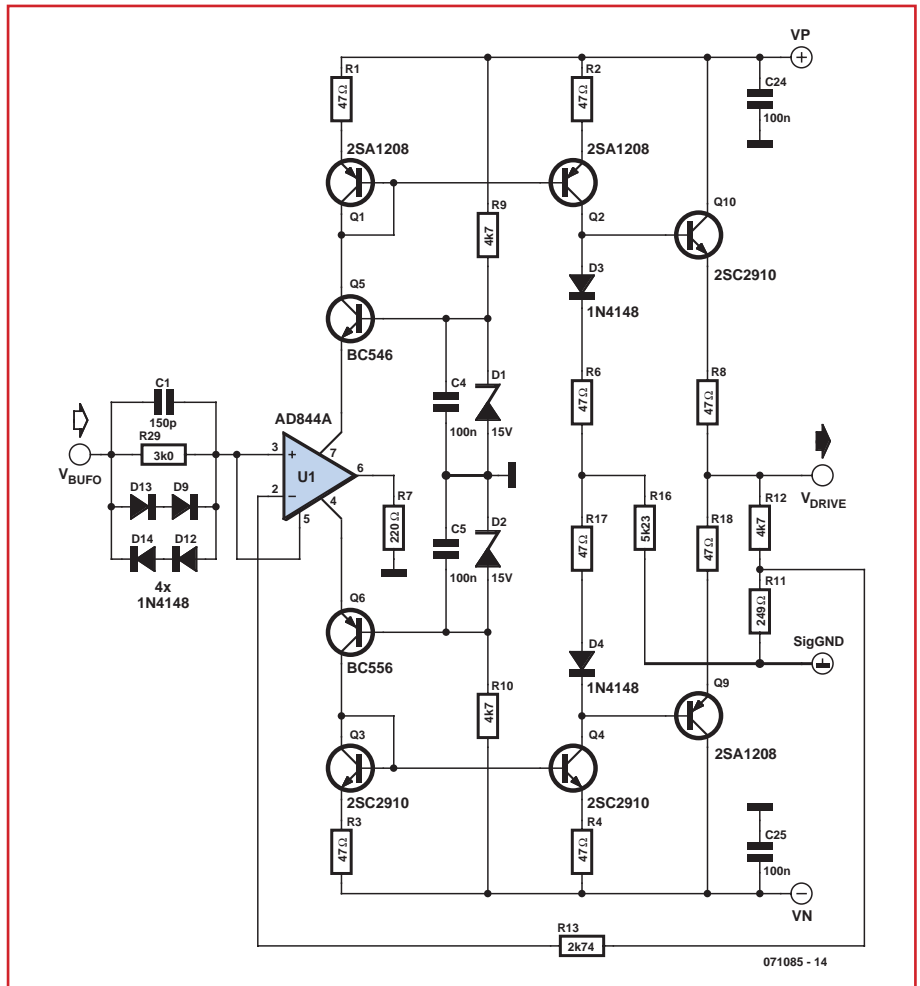 VP
R1
47Ω
R2
47Ω
C24
100n
2SA1208
2SA1208
Q1
Q2
R9
4k7
Q10
2SC2910
Q5
BC546
D3
1N4148
C1
150p
R29
3k0
VBUFO
D13 D9
D14 D12
4x
1N4148
AD844A
3
+
U1
2
–
7
6
4
5
R7
220Ω
C4
100n
D1
15V
C5
100n
D2
15V
R6
47Ω
R8
47Ω
R17
47Ω
R16
5k23
R18
47Ω
VDRIVE
R12
4k7
R11
249Ω
SigGND
Q6
BC556
R10
4k7
D4
1N4148
Q9
2SA1208
Q3
2SC2910
Q4
2SC2910
R3
47Ω
R4
47Ω
C25
100n
VN
R13
2k74
071085 - 14